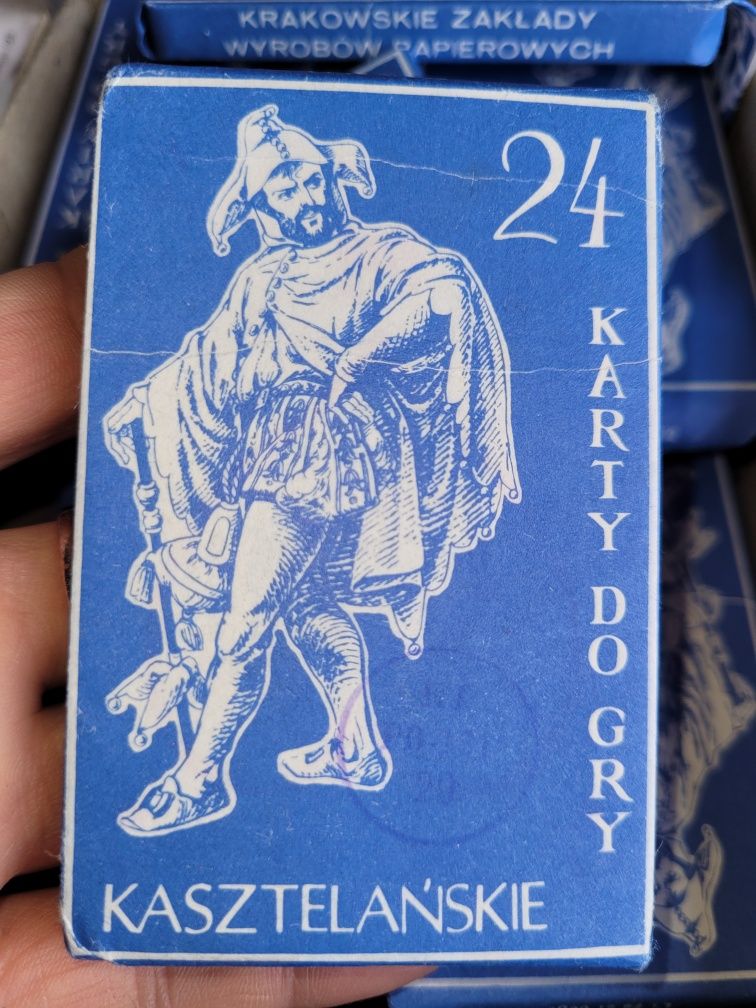 KRAKOWSKIE ZAKŁADY
WYROBÓW PAPIEROWYCH
24
KARTY DO GRY
KASZTELAŃSKIE